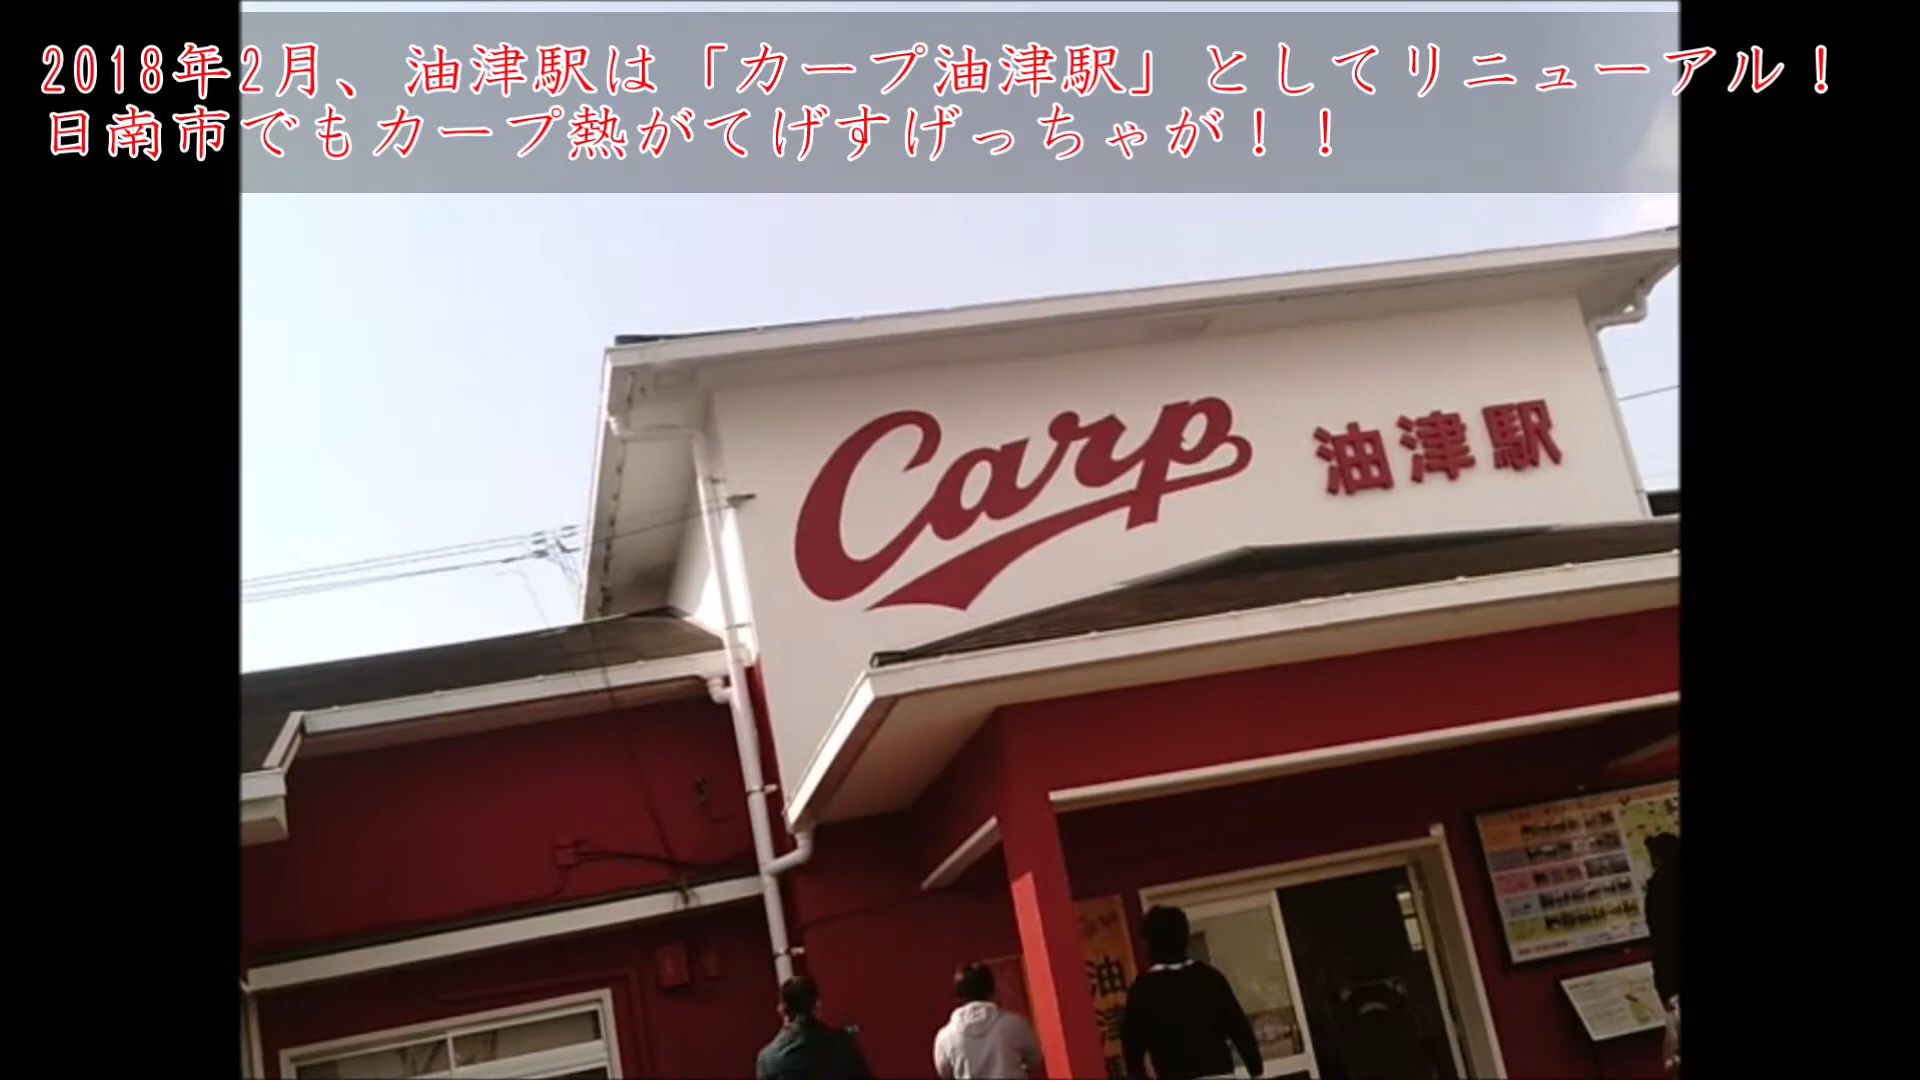 2018年2月、油津駅は「カープ油津駅」としてリニューアル！
日南市でもカープ熱がてげすげっちゃが！！
Carp 油津駅
油津